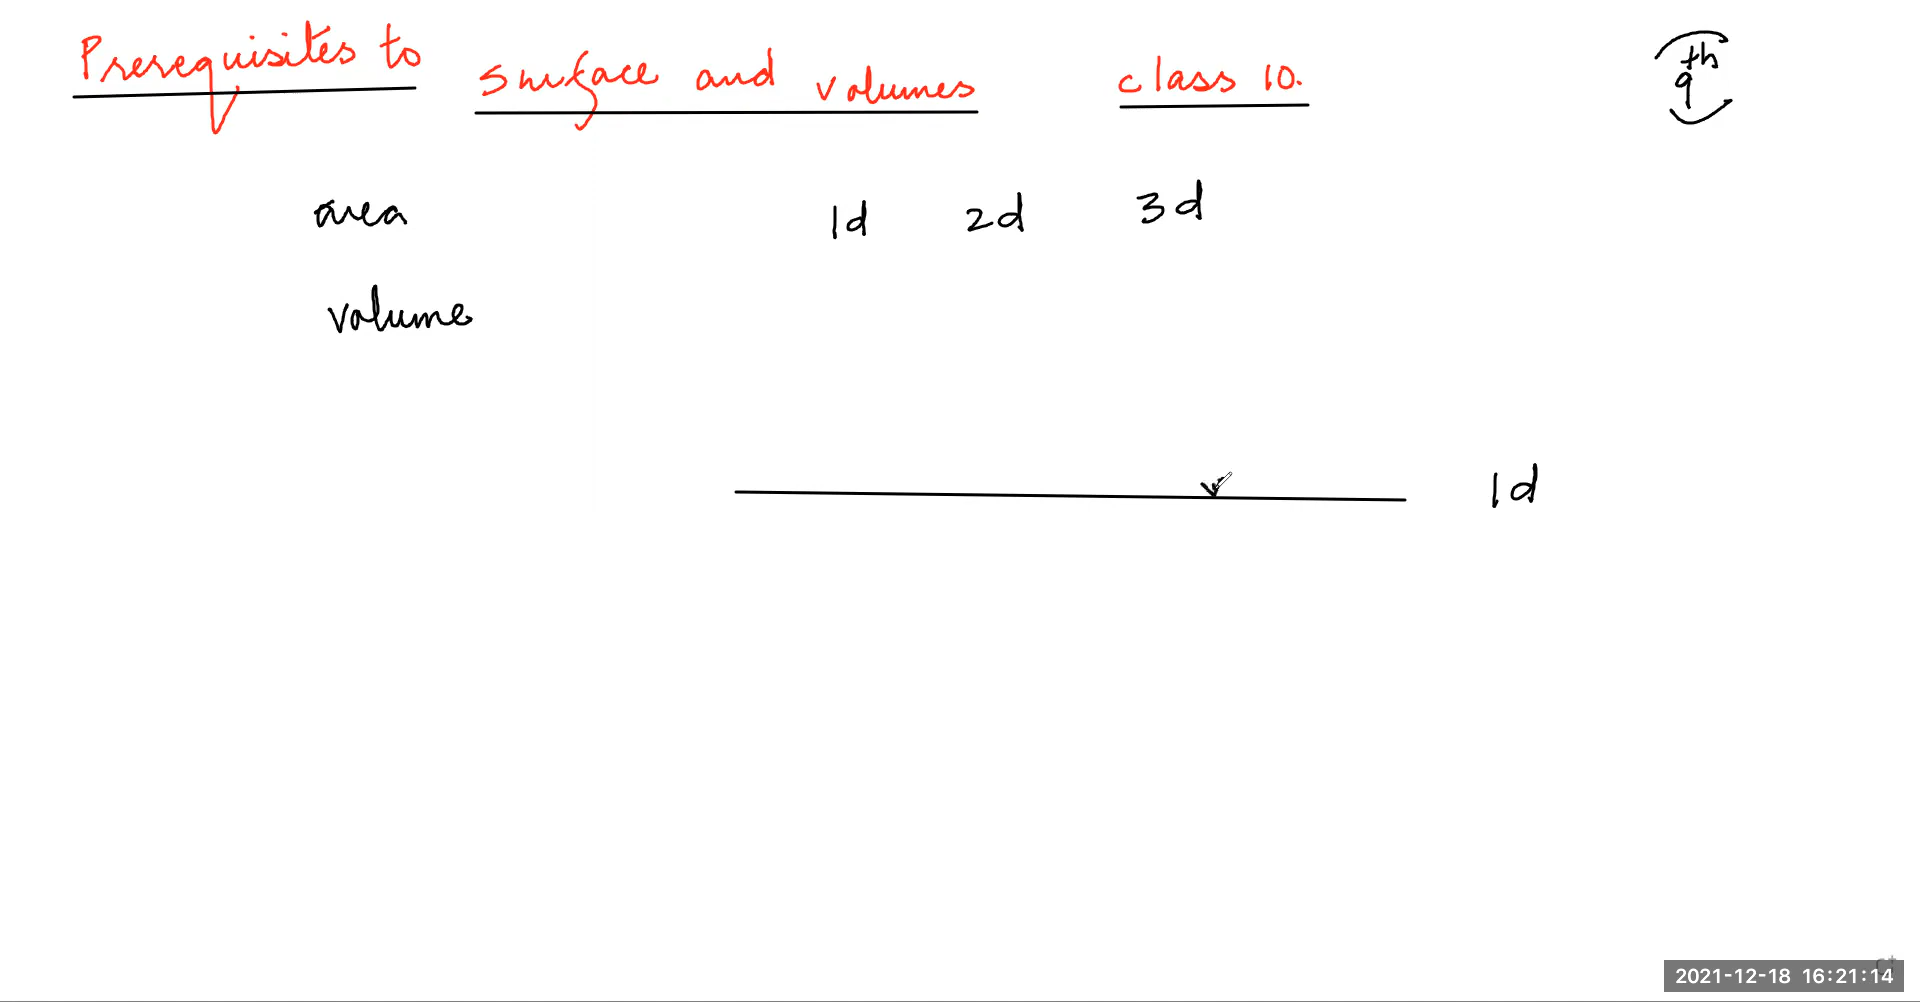 Prerequisites to surface and volumes class 10. 9th
area 1d 2d 3d
volume
1d
2021-12-18 16:21:14